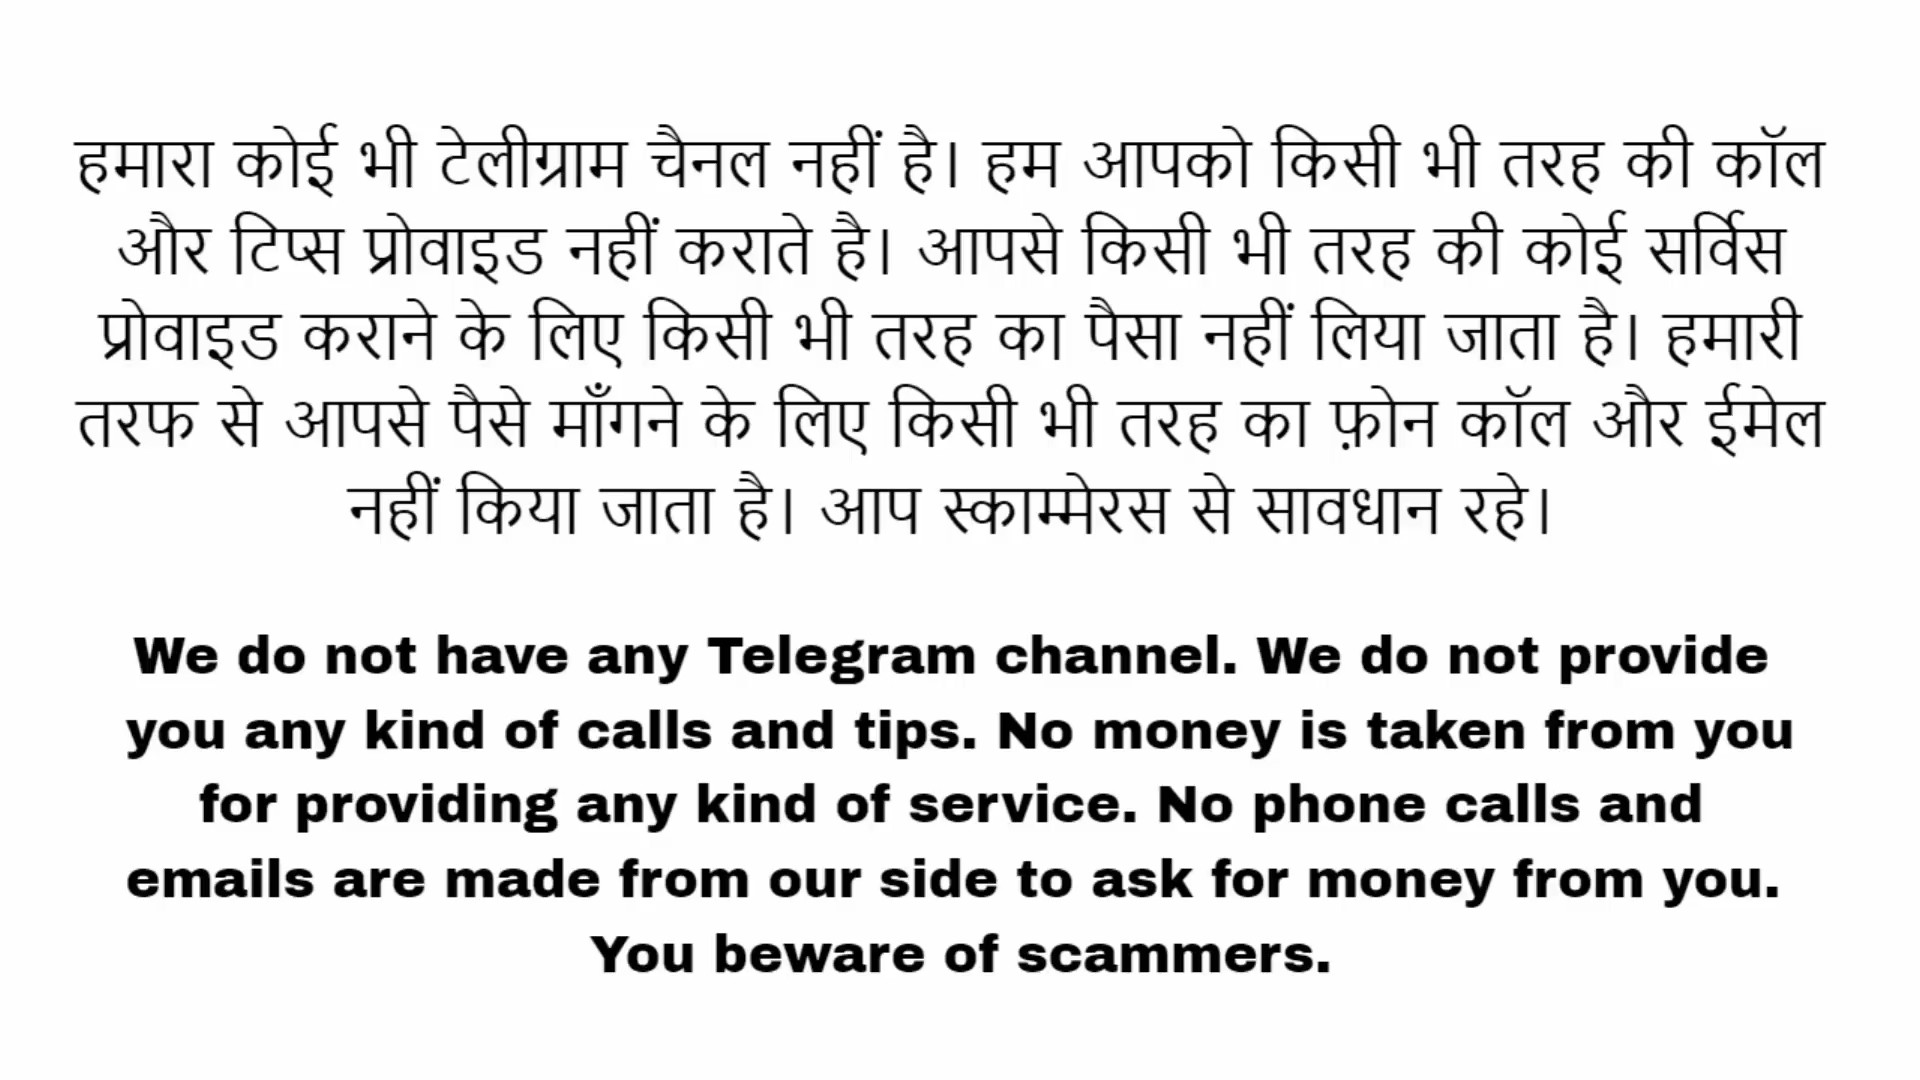 हमारा कोई भी टेलीग्राम चैनल नहीं है। हम आपको किसी भी तरह की कॉल
और टिप्स प्रोवाइड नहीं कराते है। आपसे किसी भी तरह की कोई सर्विस
प्रोवाइड कराने के लिए किसी भी तरह का पैसा नहीं लिया जाता है। हमारी
तरफ से आपसे पैसे माँगने के लिए किसी भी तरह का फ़ोन कॉल और ईमेल
नहीं किया जाता है। आप स्काम्मेरस से सावधान रहे।
We do not have any Telegram channel. We do not provide
you any kind of calls and tips. No money is taken from you
for providing any kind of service. No phone calls and
emails are made from our side to ask for money from you.
You beware of scammers.